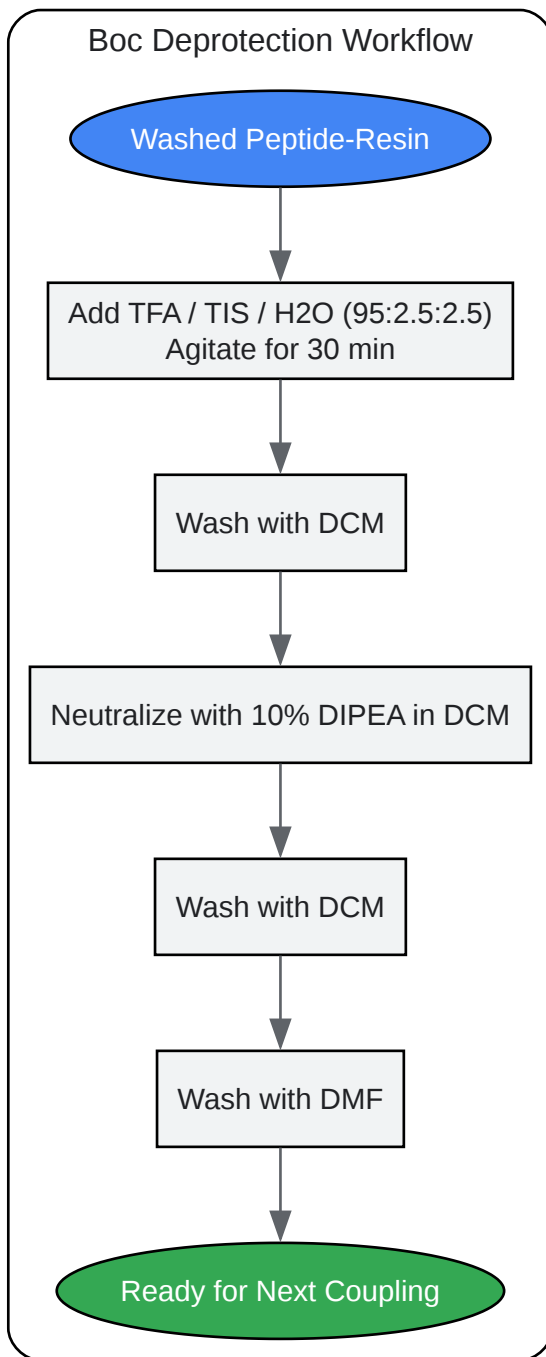 Boc Deprotection Workflow
Washed Peptide-Resin
Add TFA / TIS / H2O (95:2.5:2.5)
Agitate for 30 min
Wash with DCM
Neutralize with 10% DIPEA in DCM
Wash with DCM
Wash with DMF
Ready for Next Coupling